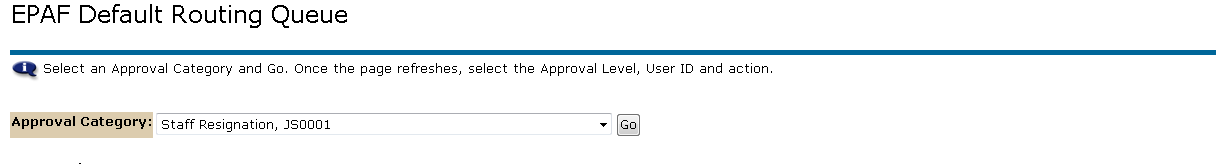 EPAF Default Routing Queue
Select an Approval Category and Go. Once the page refreshes, select the Approval Level, User ID and action.
Approval Category: Staff Resignation, JS0001 Go